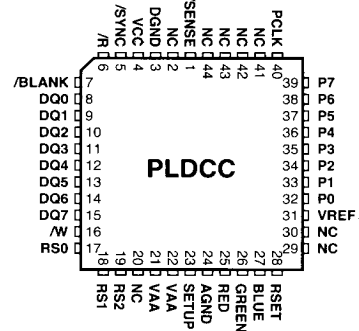 /R
/SYNC
VCC
DGND
NC
/SENSE
NC
NC
NC
NC
PCLK
6 5 4 3 2 1 44 43 42 41 40
/BLANK 7
DQ0 8
DQ1 9
DQ2 10
DQ3 11
DQ4 12
DQ5 13
DQ6 14
DQ7 15
/W 16
RS0 17
PLDCC
39 P7
38 P6
37 P5
36 P4
35 P3
34 P2
33 P1
32 P0
31 VREF
30 NC
29 NC
18 19 20 21 22 23 24 25 26 27 28
RS1
RS2
NC
VAA
VAA
SETUP
AGND
RED
GREEN
BLUE
RSET